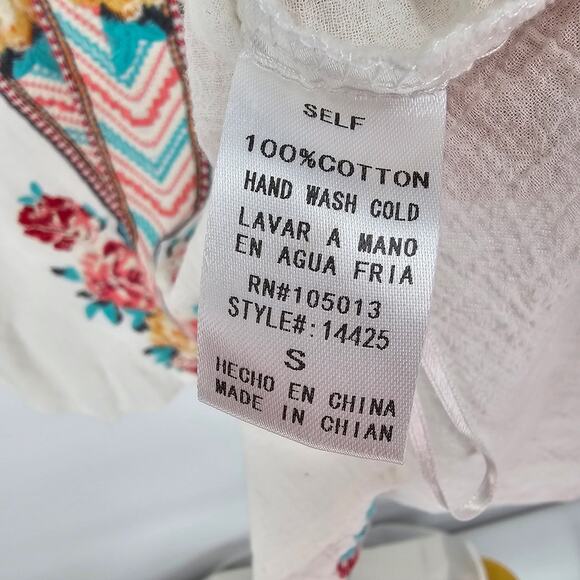 SELF
100%COTTON
HAND WASH COLD
LAVAR A MANO
EN AGUA FRIA
RN#105013
STYLE#:14425
S
HECHO EN CHINA
MADE IN CHIAN